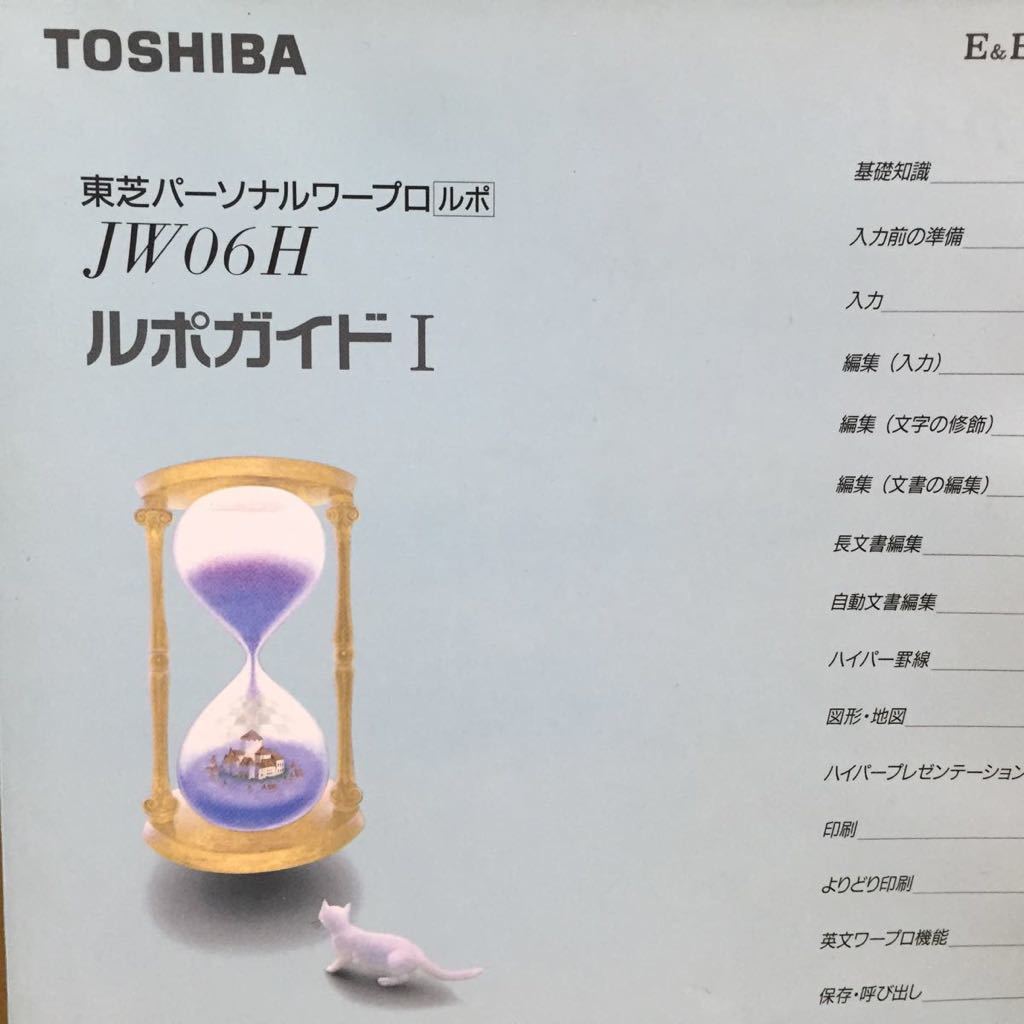 TOSHIBA
E&E
東芝パーソナルワープロ ルポ
JW06H
ルポガイド I
基礎知識
入力前の準備
入力
編集（入力）
編集（文字の修飾）
編集（文書の編集）
長文書編集
自動文書編集
ハイパー罫線
図形・地図
ハイパープレゼンテーション
印刷
よりどり印刷
英文ワープロ機能
保存・呼び出し